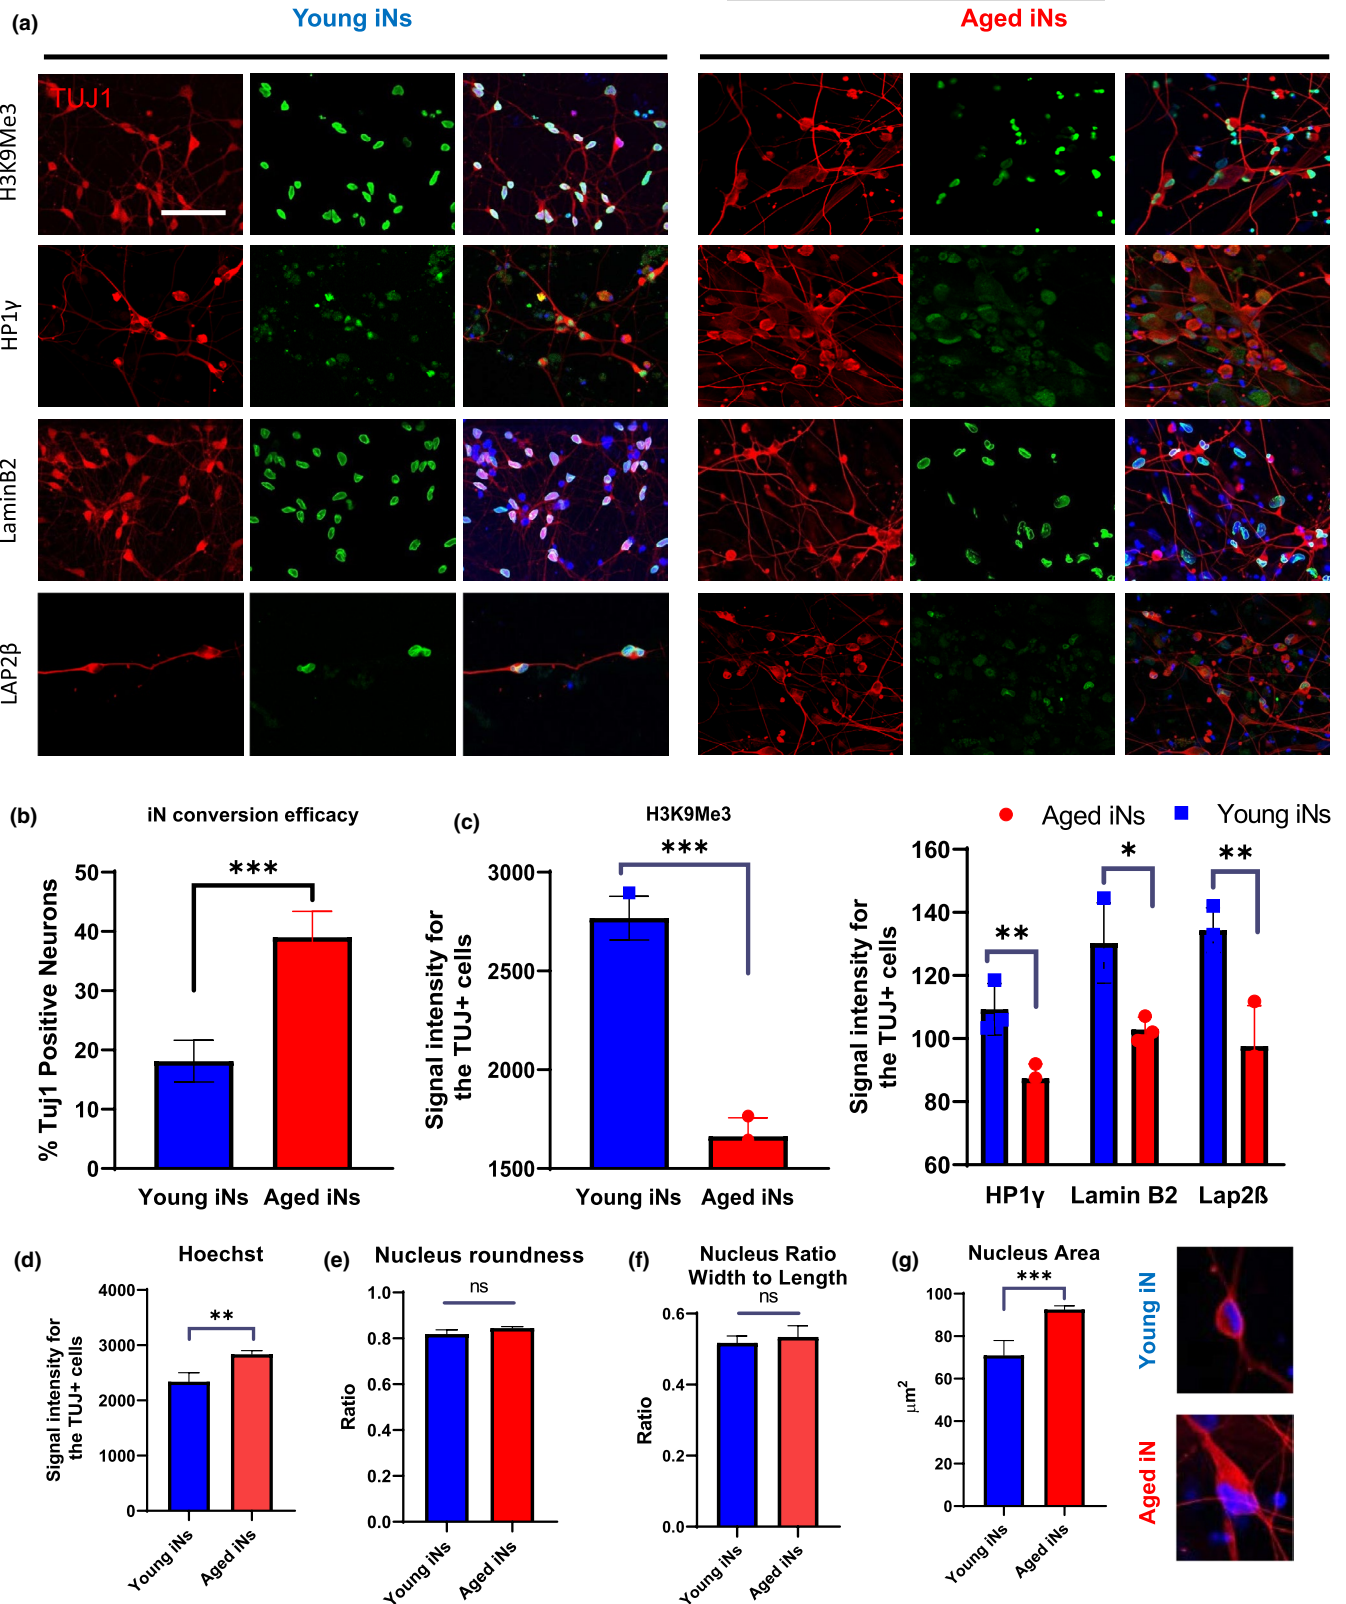 (a)
Young iNs
Aged iNs
TUJ1
H3K9Me3
HP1γ
LaminB2
LAP2β
(b)
iN conversion efficacy
% Tuj1 Positive Neurons
50
40
30
20
10
0
***
Young iNs
Aged iNs
(c)
H3K9Me3
Signal intensity for
the TUJ+ cells
3000
2500
2000
1500
***
Young iNs
Aged iNs
Aged iNs
Young iNs
Signal intensity for
the TUJ+ cells
160
140
120
100
80
60
**
*
**
HP1γ
Lamin B2
Lap2ß
(d)
Hoechst
Signal intensity for
the TUJ+ cells
4000
3000
2000
1000
0
**
Young iNs
Aged iNs
(e)
Nucleus roundness
Ratio
1.0
0.8
0.6
0.4
0.2
0.0
ns
Young iNs
Aged iNs
(f)
Nucleus Ratio
Width to Length
Ratio
0.6
0.4
0.2
0.0
ns
Young iNs
Aged iNs
(g)
Nucleus Area
μm²
100
80
60
40
20
0
***
Young iNs
Aged iNs
Young iN
Aged iN